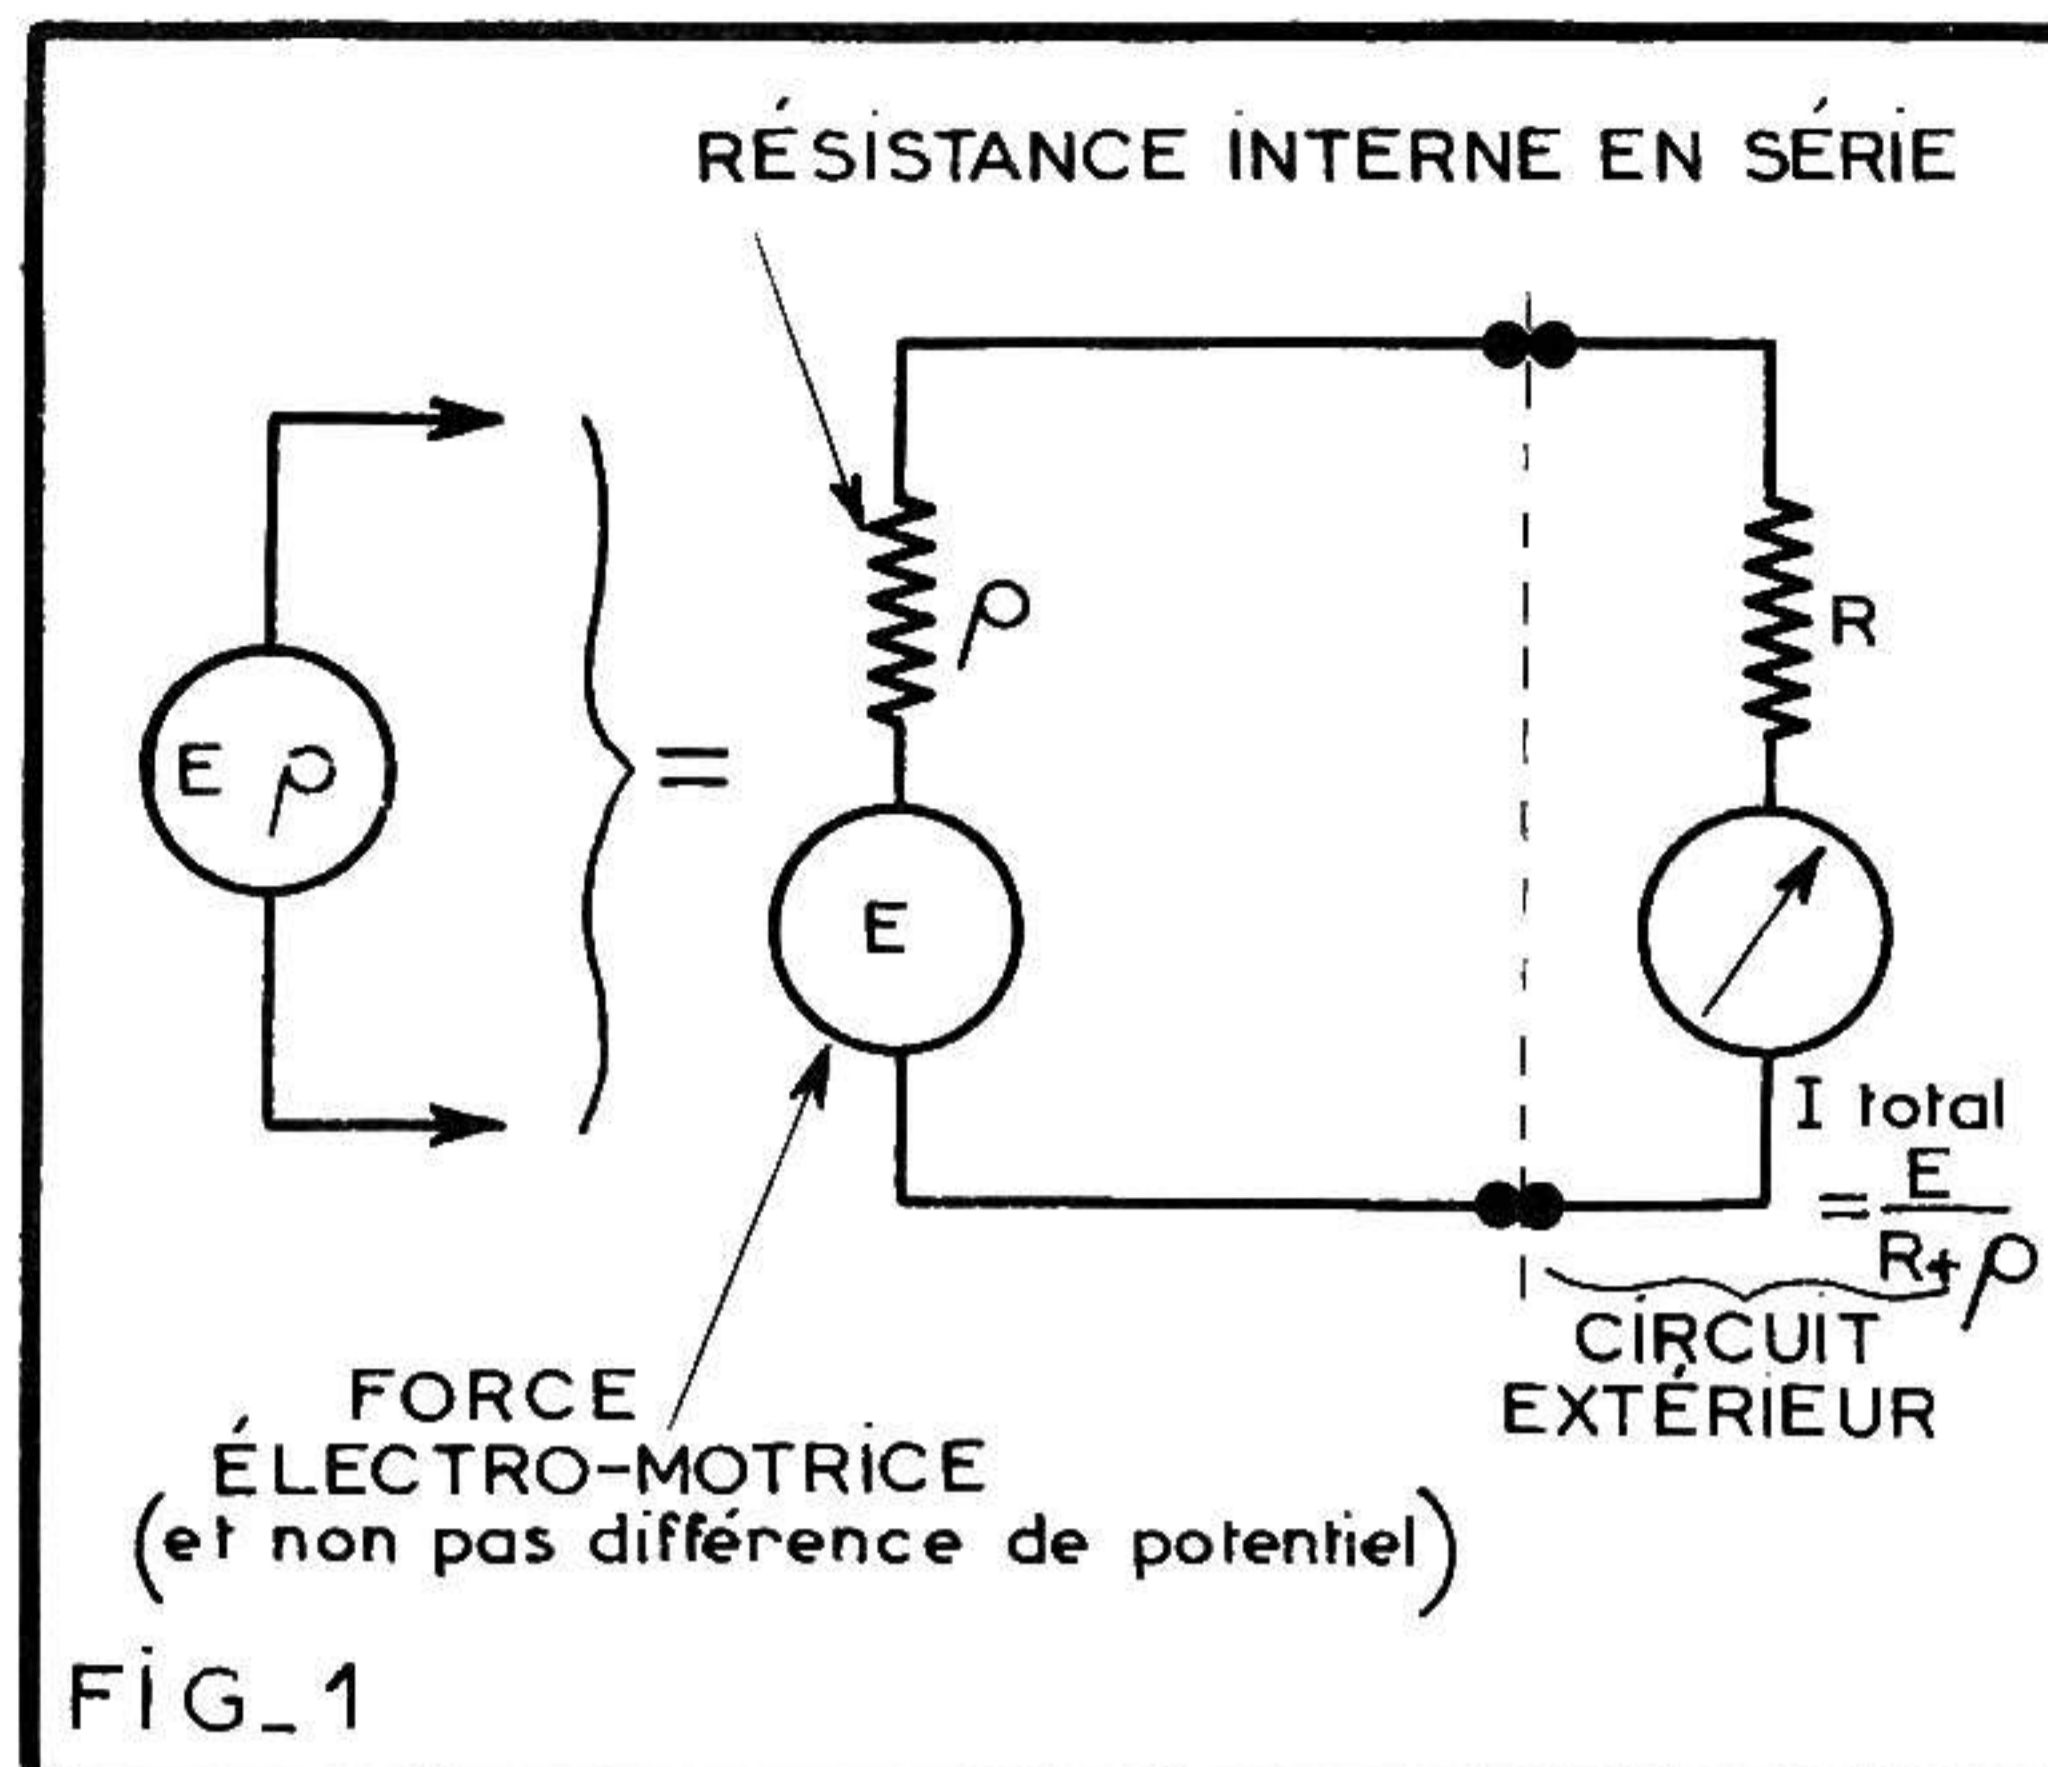 RÉSISTANCE INTERNE EN SÉRIE
E ρ
=
ρ
R
E
I total
= E
R+ρ
CIRCUIT
EXTÉRIEUR
FORCE
ÉLECTRO-MOTRICE
(et non pas différence de potentiel)
FIG_1